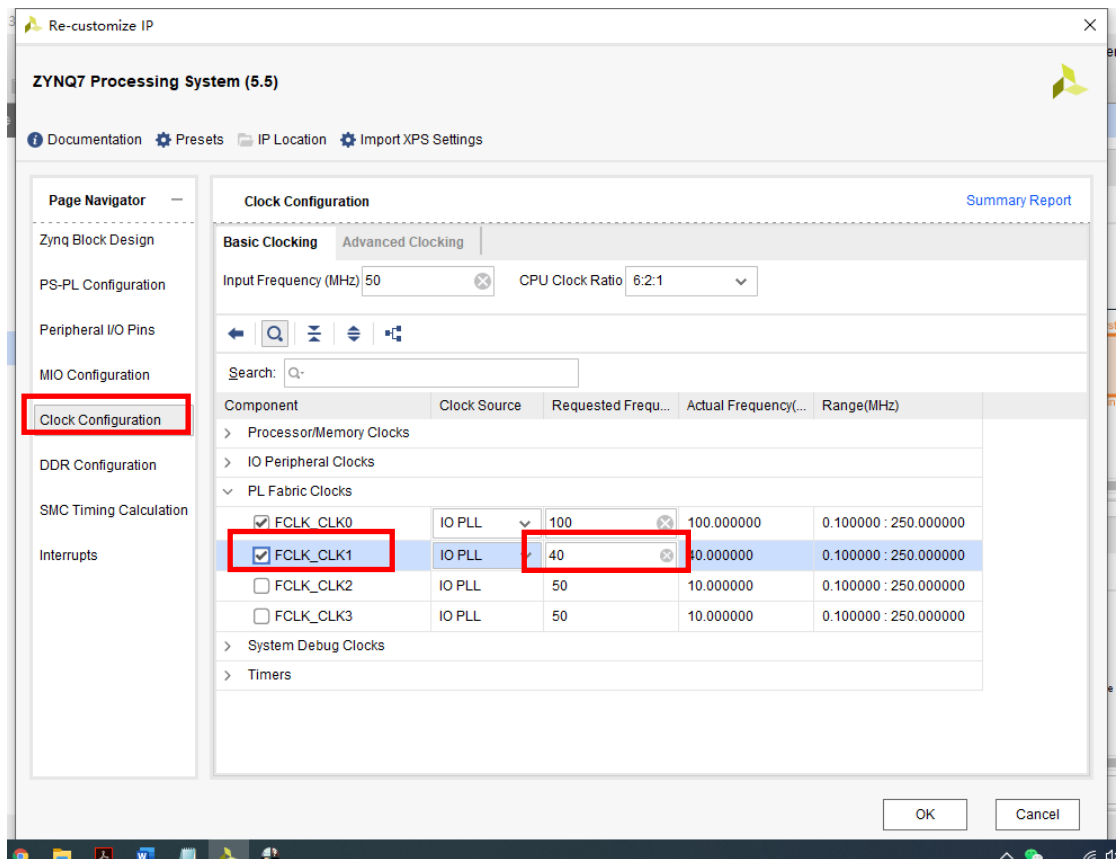 Re-customize IP
ZYNQ7 Processing System (5.5)
Documentation Presets IP Location Import XPS Settings
Page Navigator
Zynq Block Design
PS-PL Configuration
Peripheral I/O Pins
MIO Configuration
Clock Configuration
DDR Configuration
SMC Timing Calculation
Interrupts
Clock Configuration Summary Report
Basic Clocking Advanced Clocking
Input Frequency (MHz) 50 CPU Clock Ratio 6:2:1
Search: Q-
Component Clock Source Requested Frequ... Actual Frequency(... Range(MHz)
Processor/Memory Clocks
IO Peripheral Clocks
PL Fabric Clocks
FCLK_CLK0 IO PLL 100 100.000000 0.100000 : 250.000000
FCLK_CLK1 IO PLL 40 40.000000 0.100000 : 250.000000
FCLK_CLK2 IO PLL 50 10.000000 0.100000 : 250.000000
FCLK_CLK3 IO PLL 50 10.000000 0.100000 : 250.000000
System Debug Clocks
Timers
OK Cancel